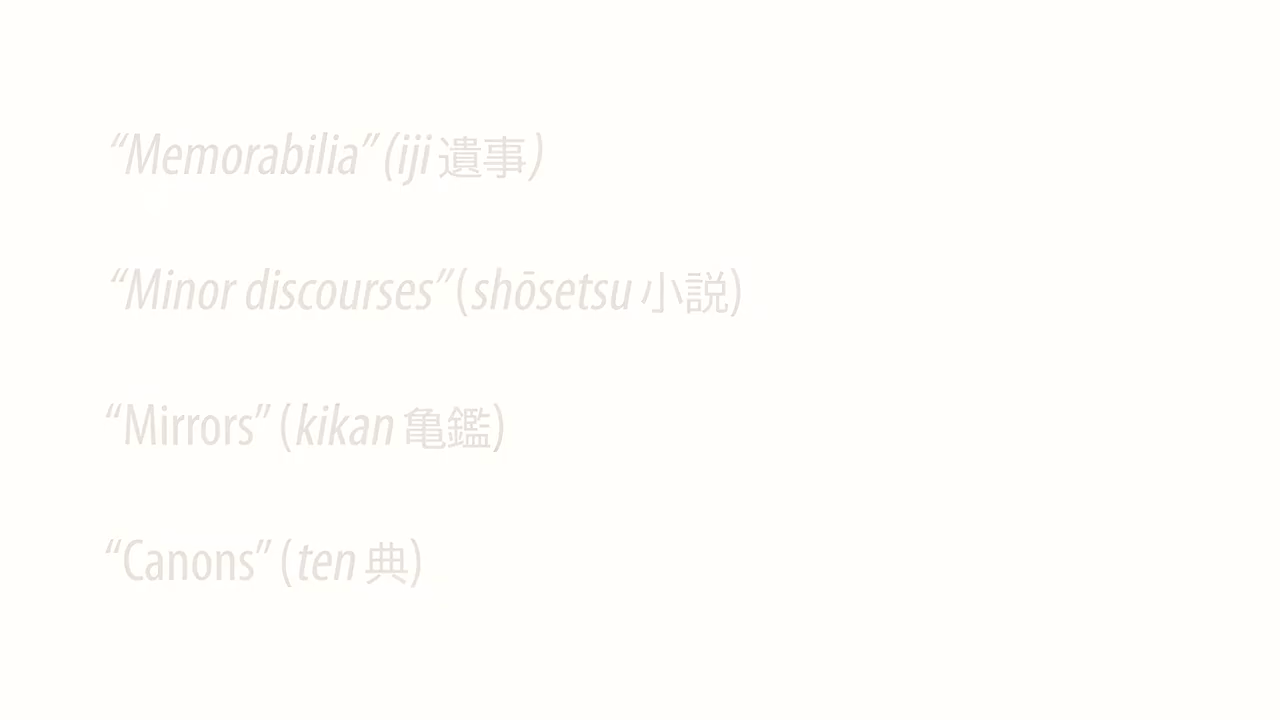 “Memorabilia” (iji 遺事)
“Minor discourses” (shōsetsu 小説)
“Mirrors” (kikan 亀鑑)
“Canons” (ten 典)